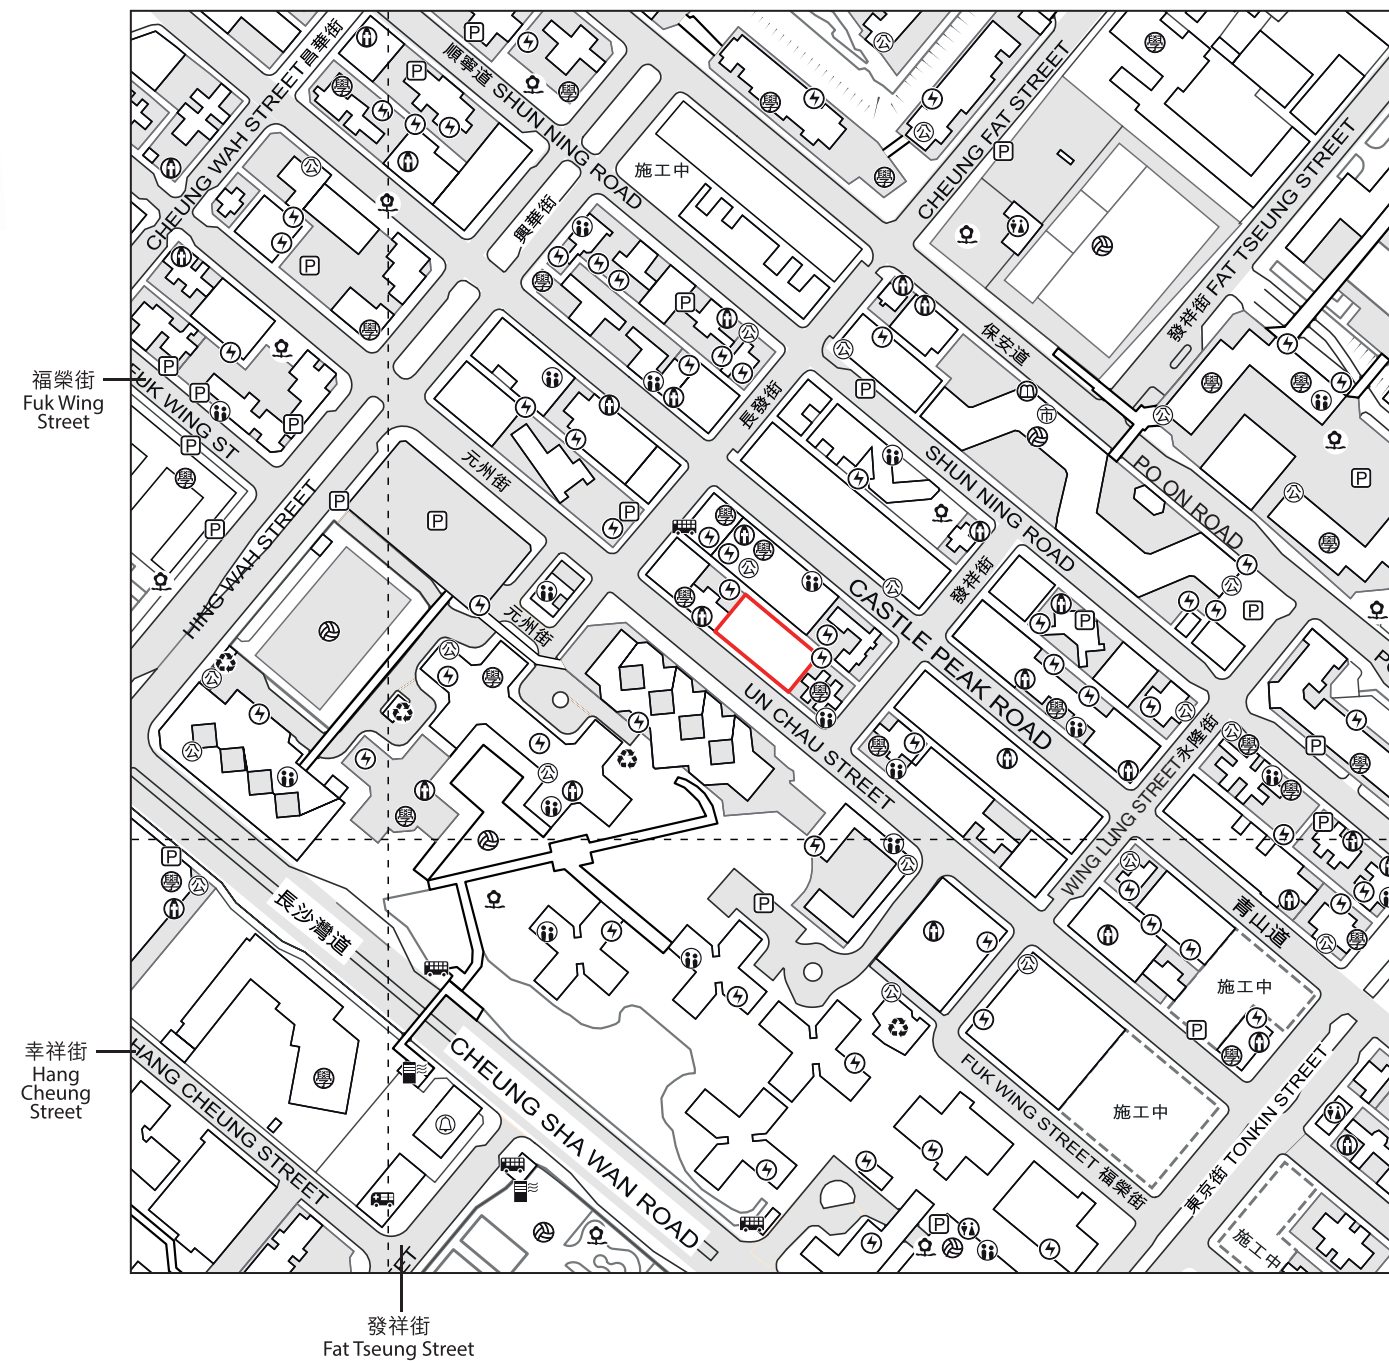 CHEUNG WAH STREET 昌華街
順寧道 SHUN NING ROAD
施工中
興華街
CHEUNG FAT STREET
發祥街 FAT TSEUNG STREET
保安道
PO ON ROAD
福榮街
Fuk Wing
Street
FUK WING ST
HING WAH STREET
元州街
長發街
SHUN NING ROAD
發祥街
CASTLE PEAK ROAD
元州街
UN CHAU STREET
WING LUNG STREET 永隆街
青山道
長沙灣道
施工中
幸祥街
Hang
Cheung
Street
HANG CHEUNG STREET
CHEUNG SHA WAN ROAD
FUK WING STREET 福榮街
施工中
東京街 TONKIN STREET
施工中
ET
發祥街
Fat Tseung Street